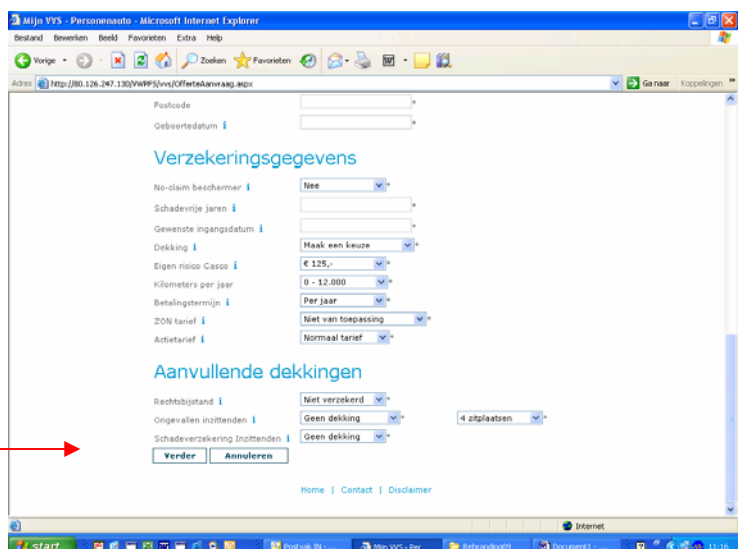 Mijn VVS - Personenauto - Microsoft Internet Explorer
Bestand Bewerken Beeld Favorieten Extra Help
Vorige Zoeken Favorieten
Adres http://80.126.247.130/VWPFS/vvs/OfferteAanvraag.aspx Ga naar Koppelingen »
Postcode *
Geboortedatum i *
Verzekeringsgegevens
No-claim beschermer i Nee *
Schadevrije jaren i *
Gewenste ingangsdatum i *
Dekking i Maak een keuze *
Eigen risico Casco i € 125,- *
Kilometers per jaar 0 - 12.000 *
Betalingstermijn i Per jaar *
ZON tarief i Niet van toepassing *
Actietarief i Normaal tarief *
Aanvullende dekkingen
Rechtsbijstand i Niet verzekerd *
Ongevallen inzittenden i Geen dekking * 4 zitplaatsen *
Schadeverzekering Inzittenden i Geen dekking *
Verder Annuleren
Home | Contact | Disclaimer
Internet
start Postvak IN - ... Mijn VVS - Per... Rebranding09 Document1 - ... 11:16